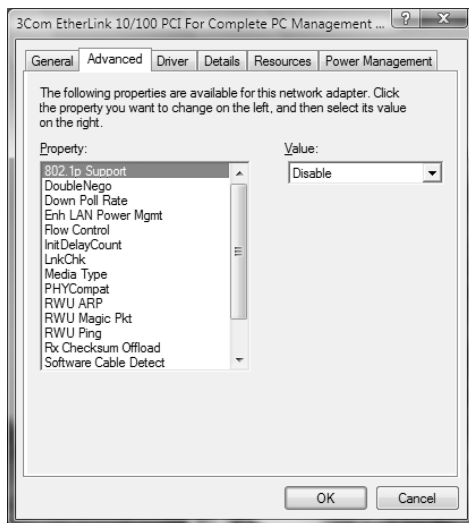 3Com EtherLink 10/100 PCI For Complete PC Management ...
General Advanced Driver Details Resources Power Management
The following properties are available for this network adapter. Click
the property you want to change on the left, and then select its value
on the right.
Property:
802.1p Support
DoubleNego
Down Poll Rate
Enh LAN Power Mgmt
Flow Control
InitDelayCount
LnkChk
Media Type
PHYCompat
RWU ARP
RWU Magic Pkt
RWU Ping
Rx Checksum Offload
Software Cable Detect
Value:
Disable
OK Cancel